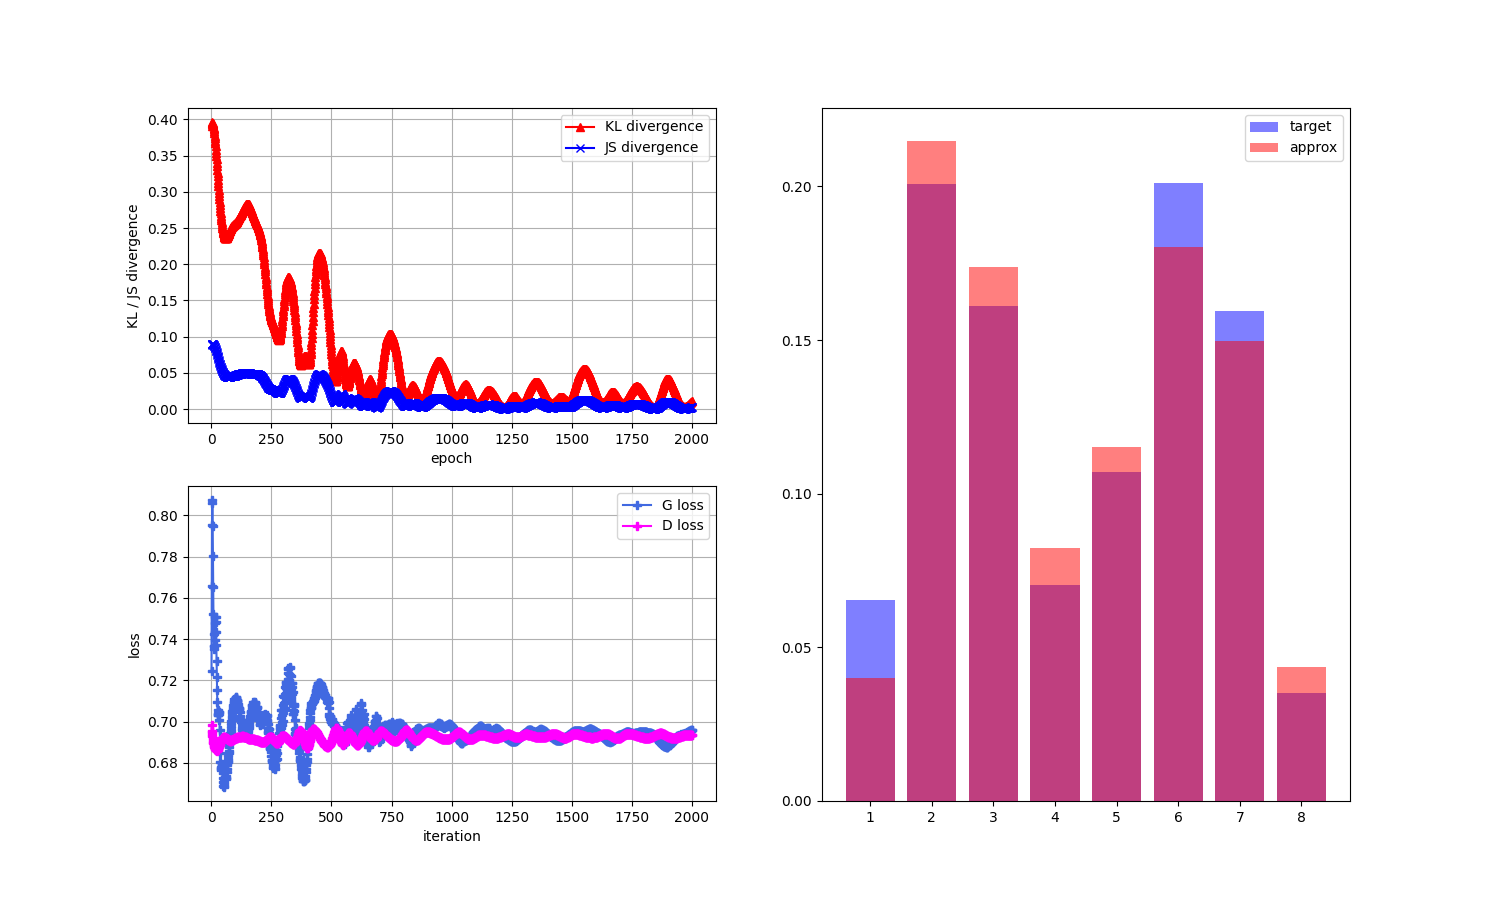 KL / JS divergence
0.40
0.35
0.30
0.25
0.20
0.15
0.10
0.05
0.00
KL divergence
JS divergence
0 250 500 750 1000 1250 1500 1750 2000
epoch
loss
0.80
0.78
0.76
0.74
0.72
0.70
0.68
G loss
D loss
0 250 500 750 1000 1250 1500 1750 2000
iteration
0.20
0.15
0.10
0.05
0.00
target
approx
1 2 3 4 5 6 7 8